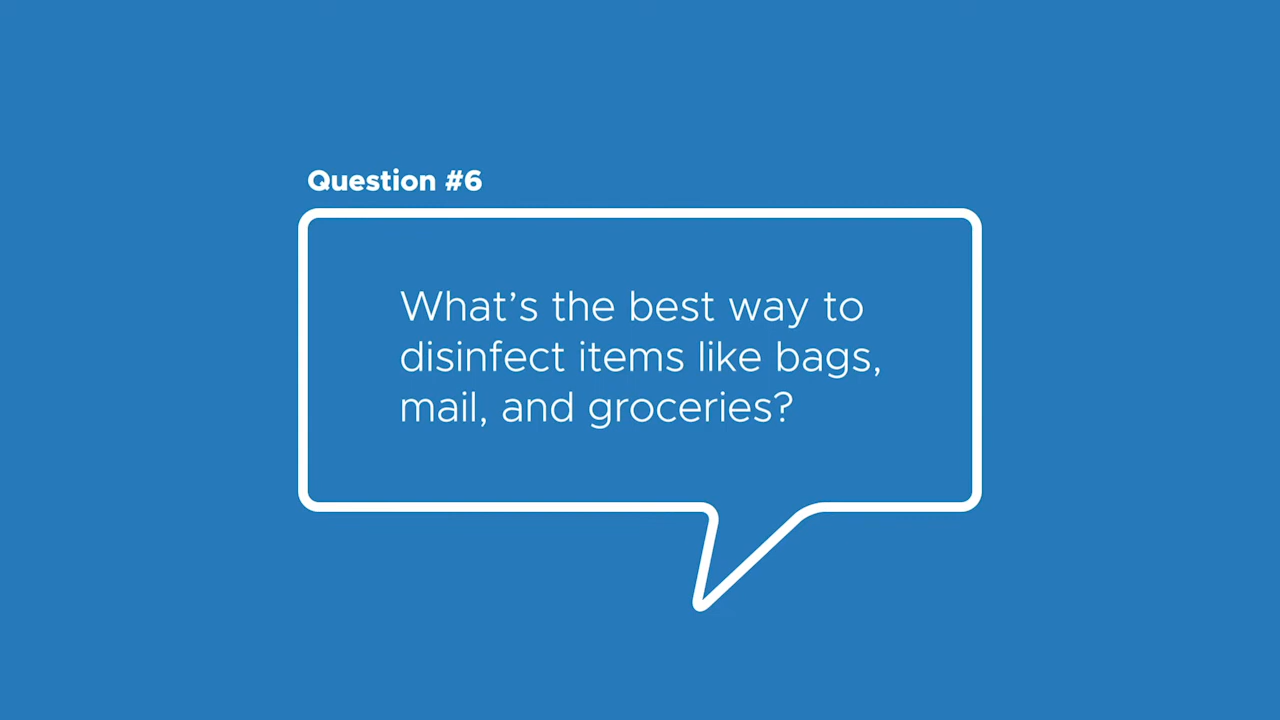 Question #6
What’s the best way to
disinfect items like bags,
mail, and groceries?